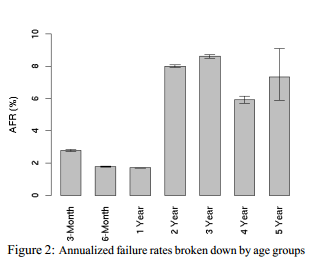 10
8
6
4
2
0
AFR (%)
3-Month
6-Month
1 Year
2 Year
3 Year
4 Year
5 Year
Figure 2: Annualized failure rates broken down by age groups